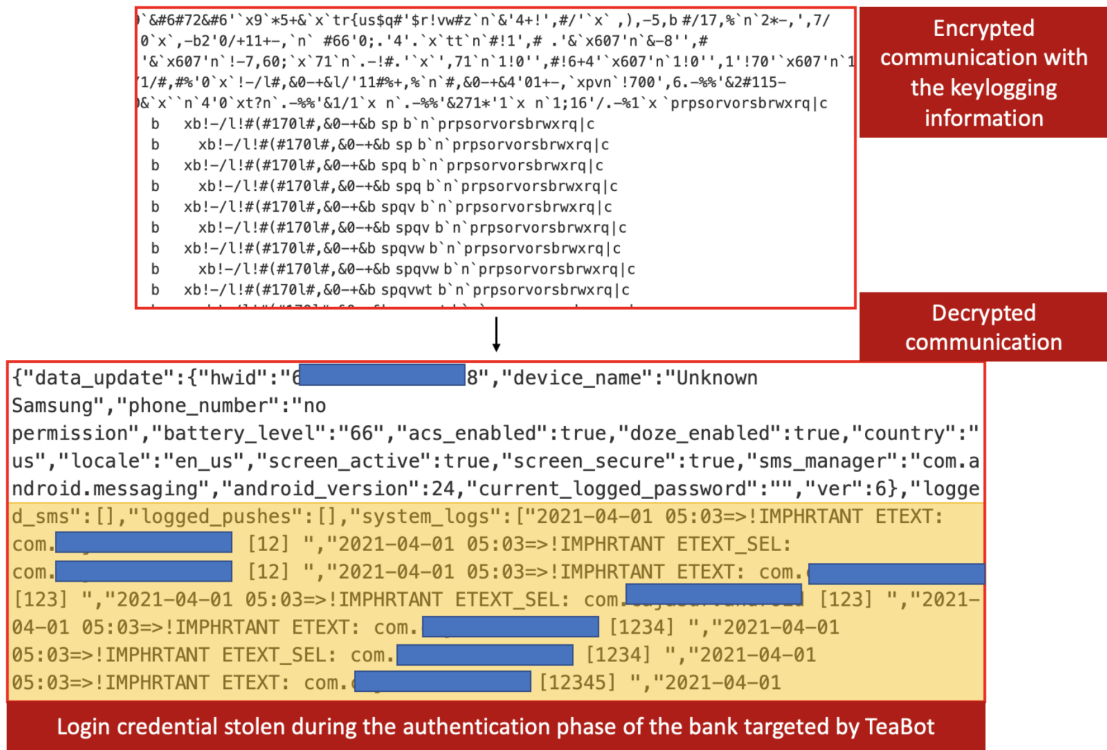 Encrypted communication with the keylogging information
b xb!-/l!#(#170l#,&0-+&b sp b`n`prpsorvorsbrwxrq|c
b xb!-/l!#(#170l#,&0-+&b sp b`n`prpsorvorsbrwxrq|c
b xb!-/l!#(#170l#,&0-+&b spq b`n`prpsorvorsbrwxrq|c
b xb!-/l!#(#170l#,&0-+&b spq b`n`prpsorvorsbrwxrq|c
b xb!-/l!#(#170l#,&0-+&b spqv b`n`prpsorvorsbrwxrq|c
b xb!-/l!#(#170l#,&0-+&b spqv b`n`prpsorvorsbrwxrq|c
b xb!-/l!#(#170l#,&0-+&b spqvw b`n`prpsorvorsbrwxrq|c
b xb!-/l!#(#170l#,&0-+&b spqvw b`n`prpsorvorsbrwxrq|c
b xb!-/l!#(#170l#,&0-+&b spqvwt b`n`prpsorvorsbrwxrq|c
Decrypted communication
{"data_update":{"hwid":"6 8","device_name":"Unknown
Samsung","phone_number":"no
permission","battery_level":"66","acs_enabled":true,"doze_enabled":true,"country":"
us","locale":"en_us","screen_active":true,"screen_secure":true,"sms_manager":"com.a
ndroid.messaging","android_version":24,"current_logged_password":"","ver":6},"logge
d_sms":[],"logged_pushes":[],"system_logs":["2021-04-01 05:03=>!IMPHRTANT ETEXT:
com. [12] ","2021-04-01 05:03=>!IMPHRTANT ETEXT_SEL:
com. [12] ","2021-04-01 05:03=>!IMPHRTANT ETEXT: com.
[123] ","2021-04-01 05:03=>!IMPHRTANT ETEXT_SEL: com. [123] ","2021-
04-01 05:03=>!IMPHRTANT ETEXT: com. [1234] ","2021-04-01
05:03=>!IMPHRTANT ETEXT_SEL: com. [1234] ","2021-04-01
05:03=>!IMPHRTANT ETEXT: com. [12345] ","2021-04-01
Login credential stolen during the authentication phase of the bank targeted by TeaBot